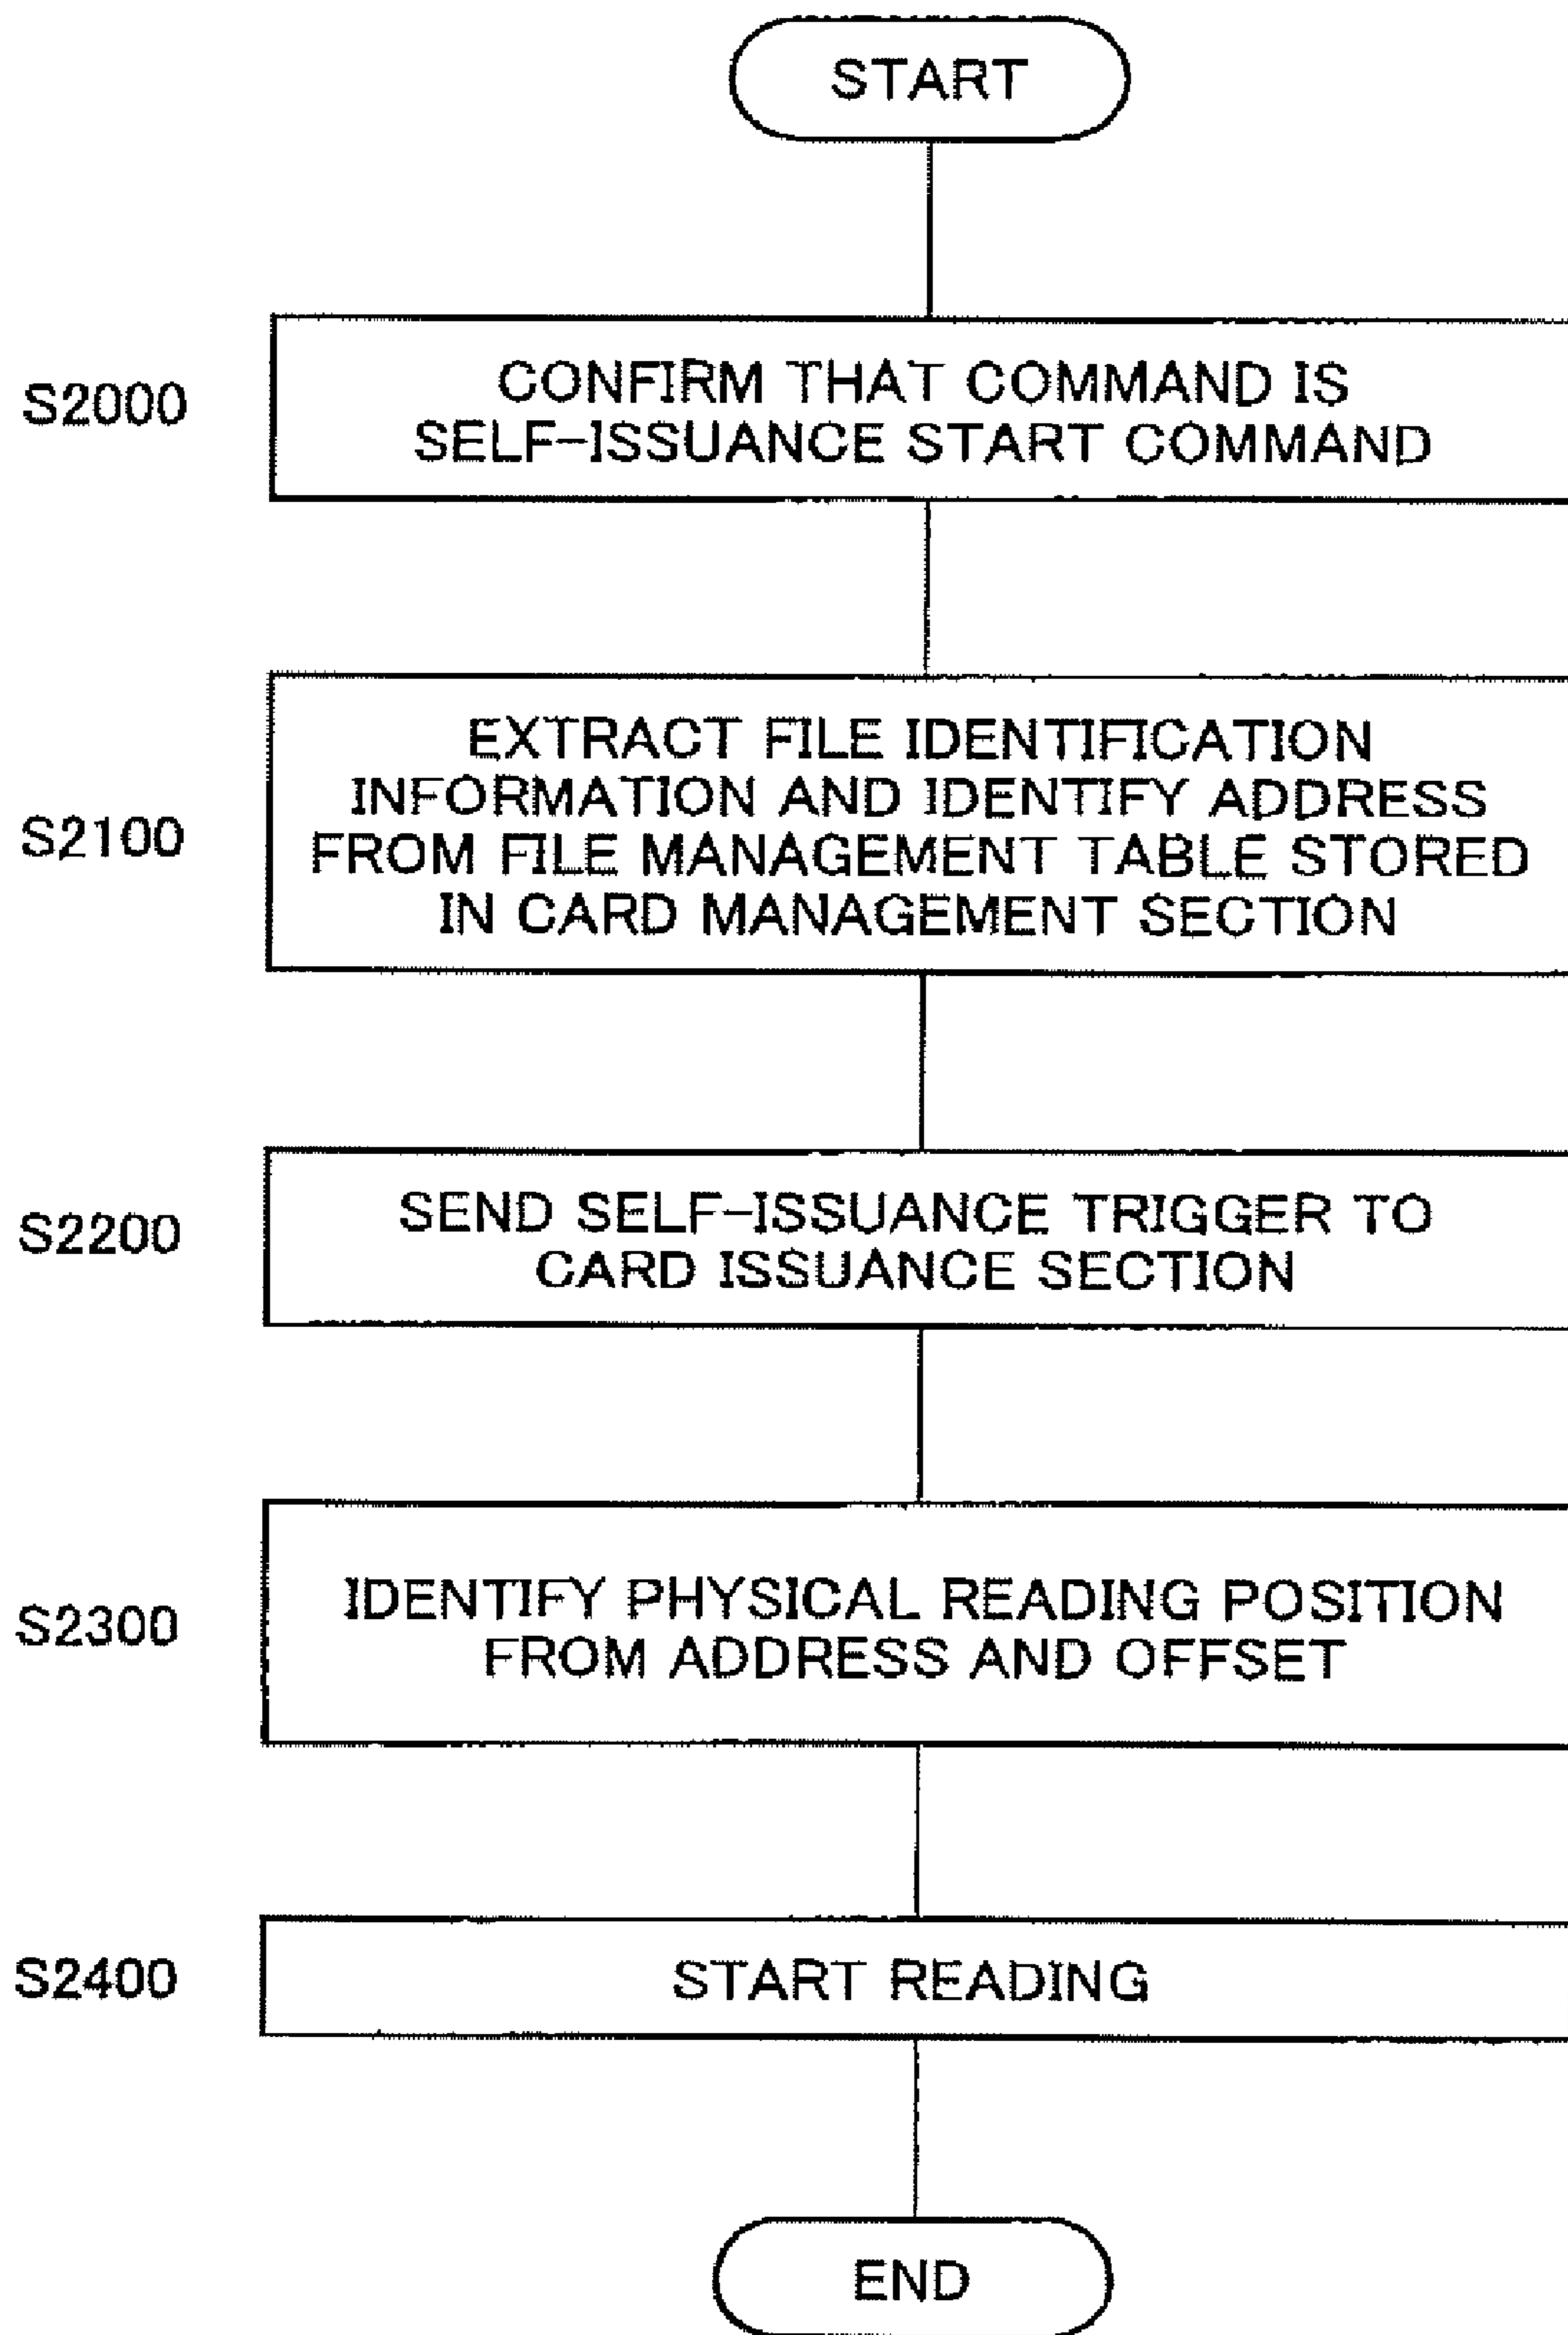 START
S2000
CONFIRM THAT COMMAND IS
SELF-ISSUANCE START COMMAND
S2100
EXTRACT FILE IDENTIFICATION
INFORMATION AND IDENTIFY ADDRESS
FROM FILE MANAGEMENT TABLE STORED
IN CARD MANAGEMENT SECTION
S2200
SEND SELF-ISSUANCE TRIGGER TO
CARD ISSUANCE SECTION
S2300
IDENTIFY PHYSICAL READING POSITION
FROM ADDRESS AND OFFSET
S2400
START READING
END